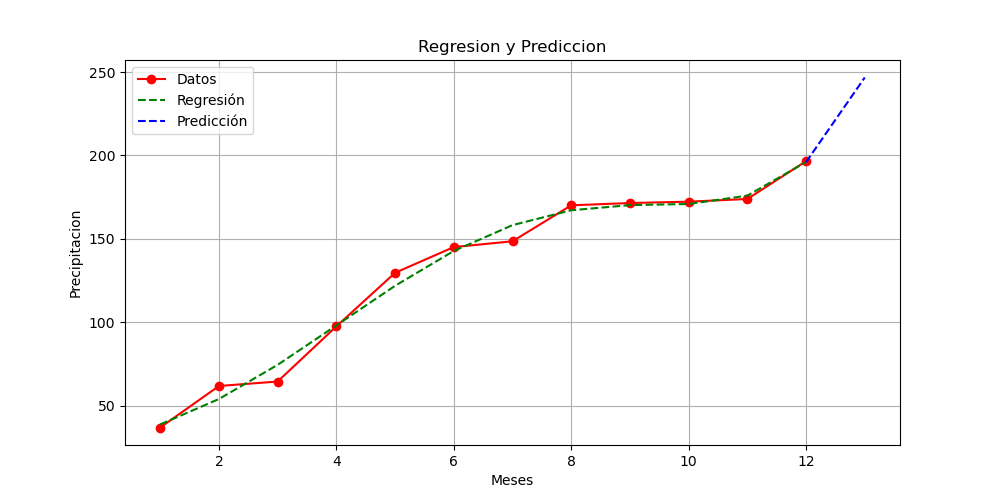 Regresion y Prediccion
Datos
Regresión
Predicción
250
200
150
100
50
Precipitacion
2 4 6 8 10 12
Meses